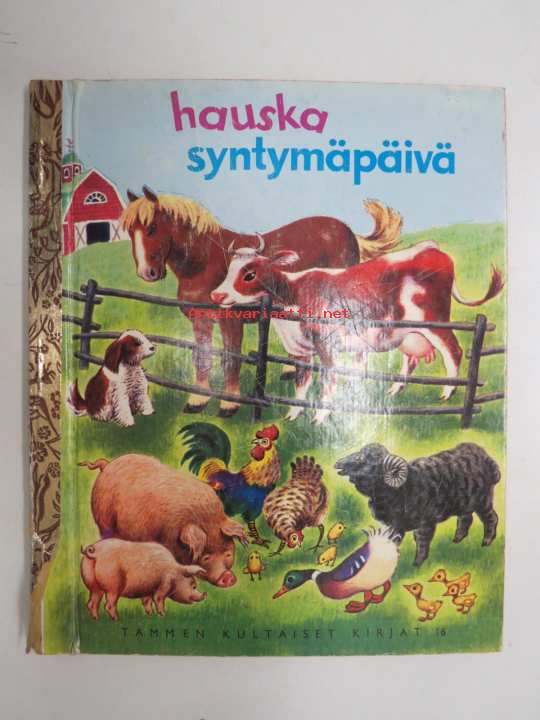 hauska
syntymäpäivä
antikvariaatti.net
TAMMEN KULTAISET KIRJAT 16